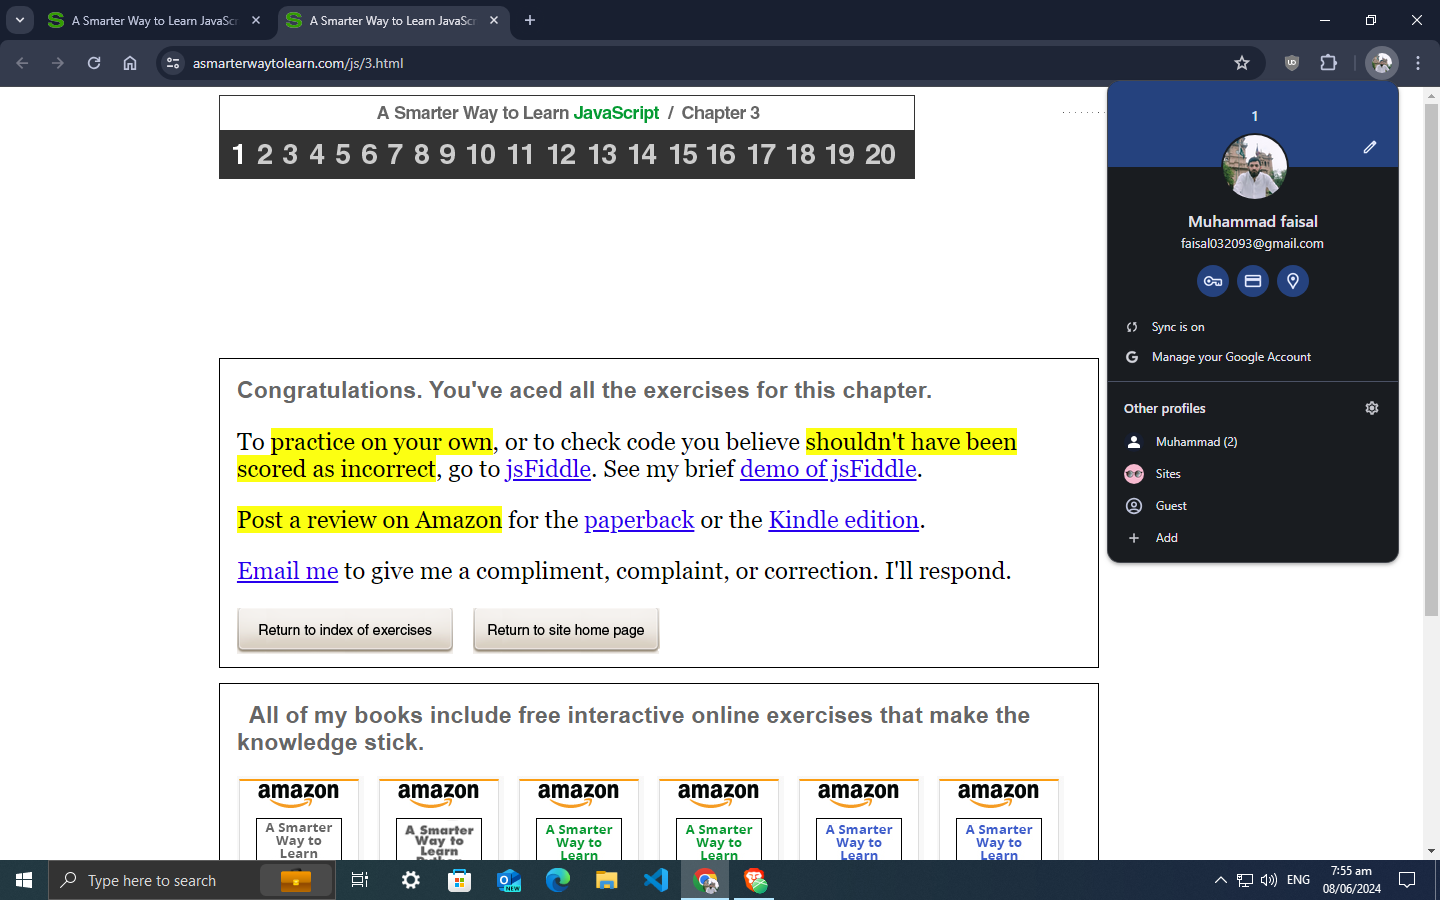 A Smarter Way to Learn JavaScr
A Smarter Way to Learn JavaSc
asmarterwaytolearn.com/js/3.html
A Smarter Way to Learn JavaScript / Chapter 3
1 2 3 4 5 6 7 8 9 10 11 12 13 14 15 16 17 18 19 20
1
Muhammad faisal
faisal032093@gmail.com
Sync is on
Manage your Google Account
Other profiles
Muhammad (2)
Sites
Guest
Add
Congratulations. You've aced all the exercises for this chapter.
To practice on your own, or to check code you believe shouldn't have been
scored as incorrect, go to jsFiddle. See my brief demo of jsFiddle.
Post a review on Amazon for the paperback or the Kindle edition.
Email me to give me a compliment, complaint, or correction. I'll respond.
Return to index of exercises
Return to site home page
All of my books include free interactive online exercises that make the
knowledge stick.
amazon amazon amazon amazon amazon amazon
A Smarter A Smarter A Smarter A Smarter A Smarter A Smarter
Way to Way to Way to Way to Way to Way to
Learn Learn Learn Learn Learn Learn
Type here to search
NEW
ENG
7:55 am
08/06/2024